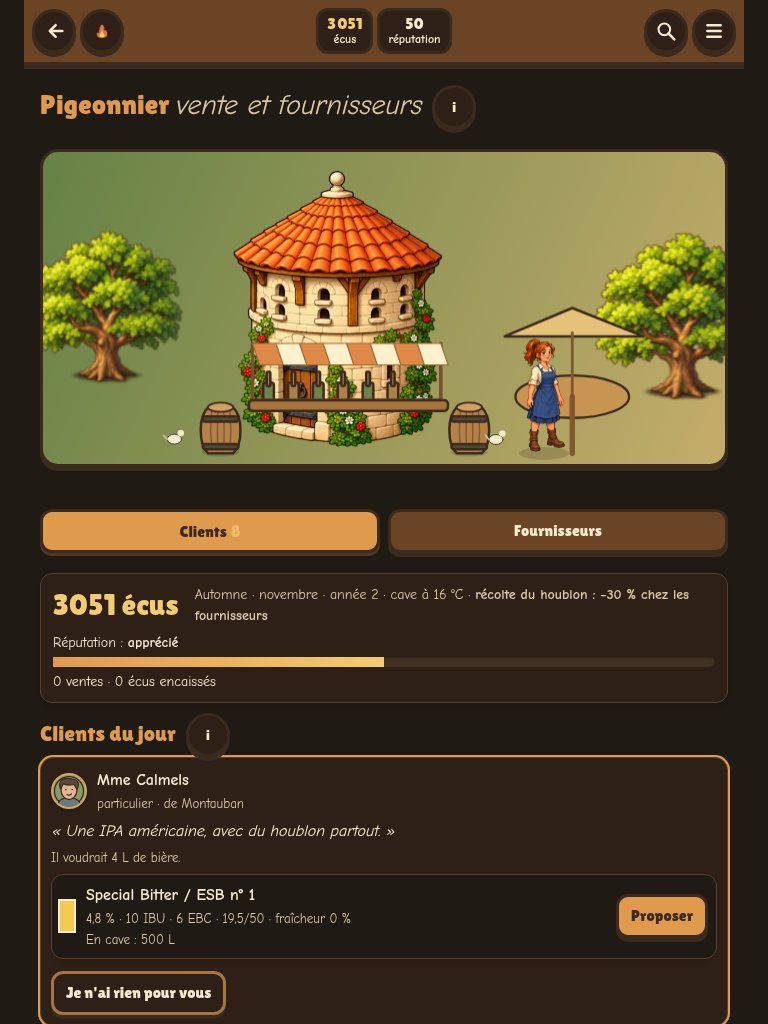 3051
écus
50
réputation
Pigeonnier vente et fournisseurs
i
Clients 8
Fournisseurs
3051 écus
Automne · novembre · année 2 · cave à 16 °C · récolte du houblon : −30 % chez les
fournisseurs
Réputation : apprécié
0 ventes · 0 écus encaissés
Clients du jour
i
Mme Calmels
particulier · de Montauban
« Une IPA américaine, avec du houblon partout. »
Il voudrait 4 L de bière.
Special Bitter / ESB n° 1
4,8 % · 10 IBU · 6 EBC · 19,5/50 · fraîcheur 0 %
En cave : 500 L
Proposer
Je n'ai rien pour vous